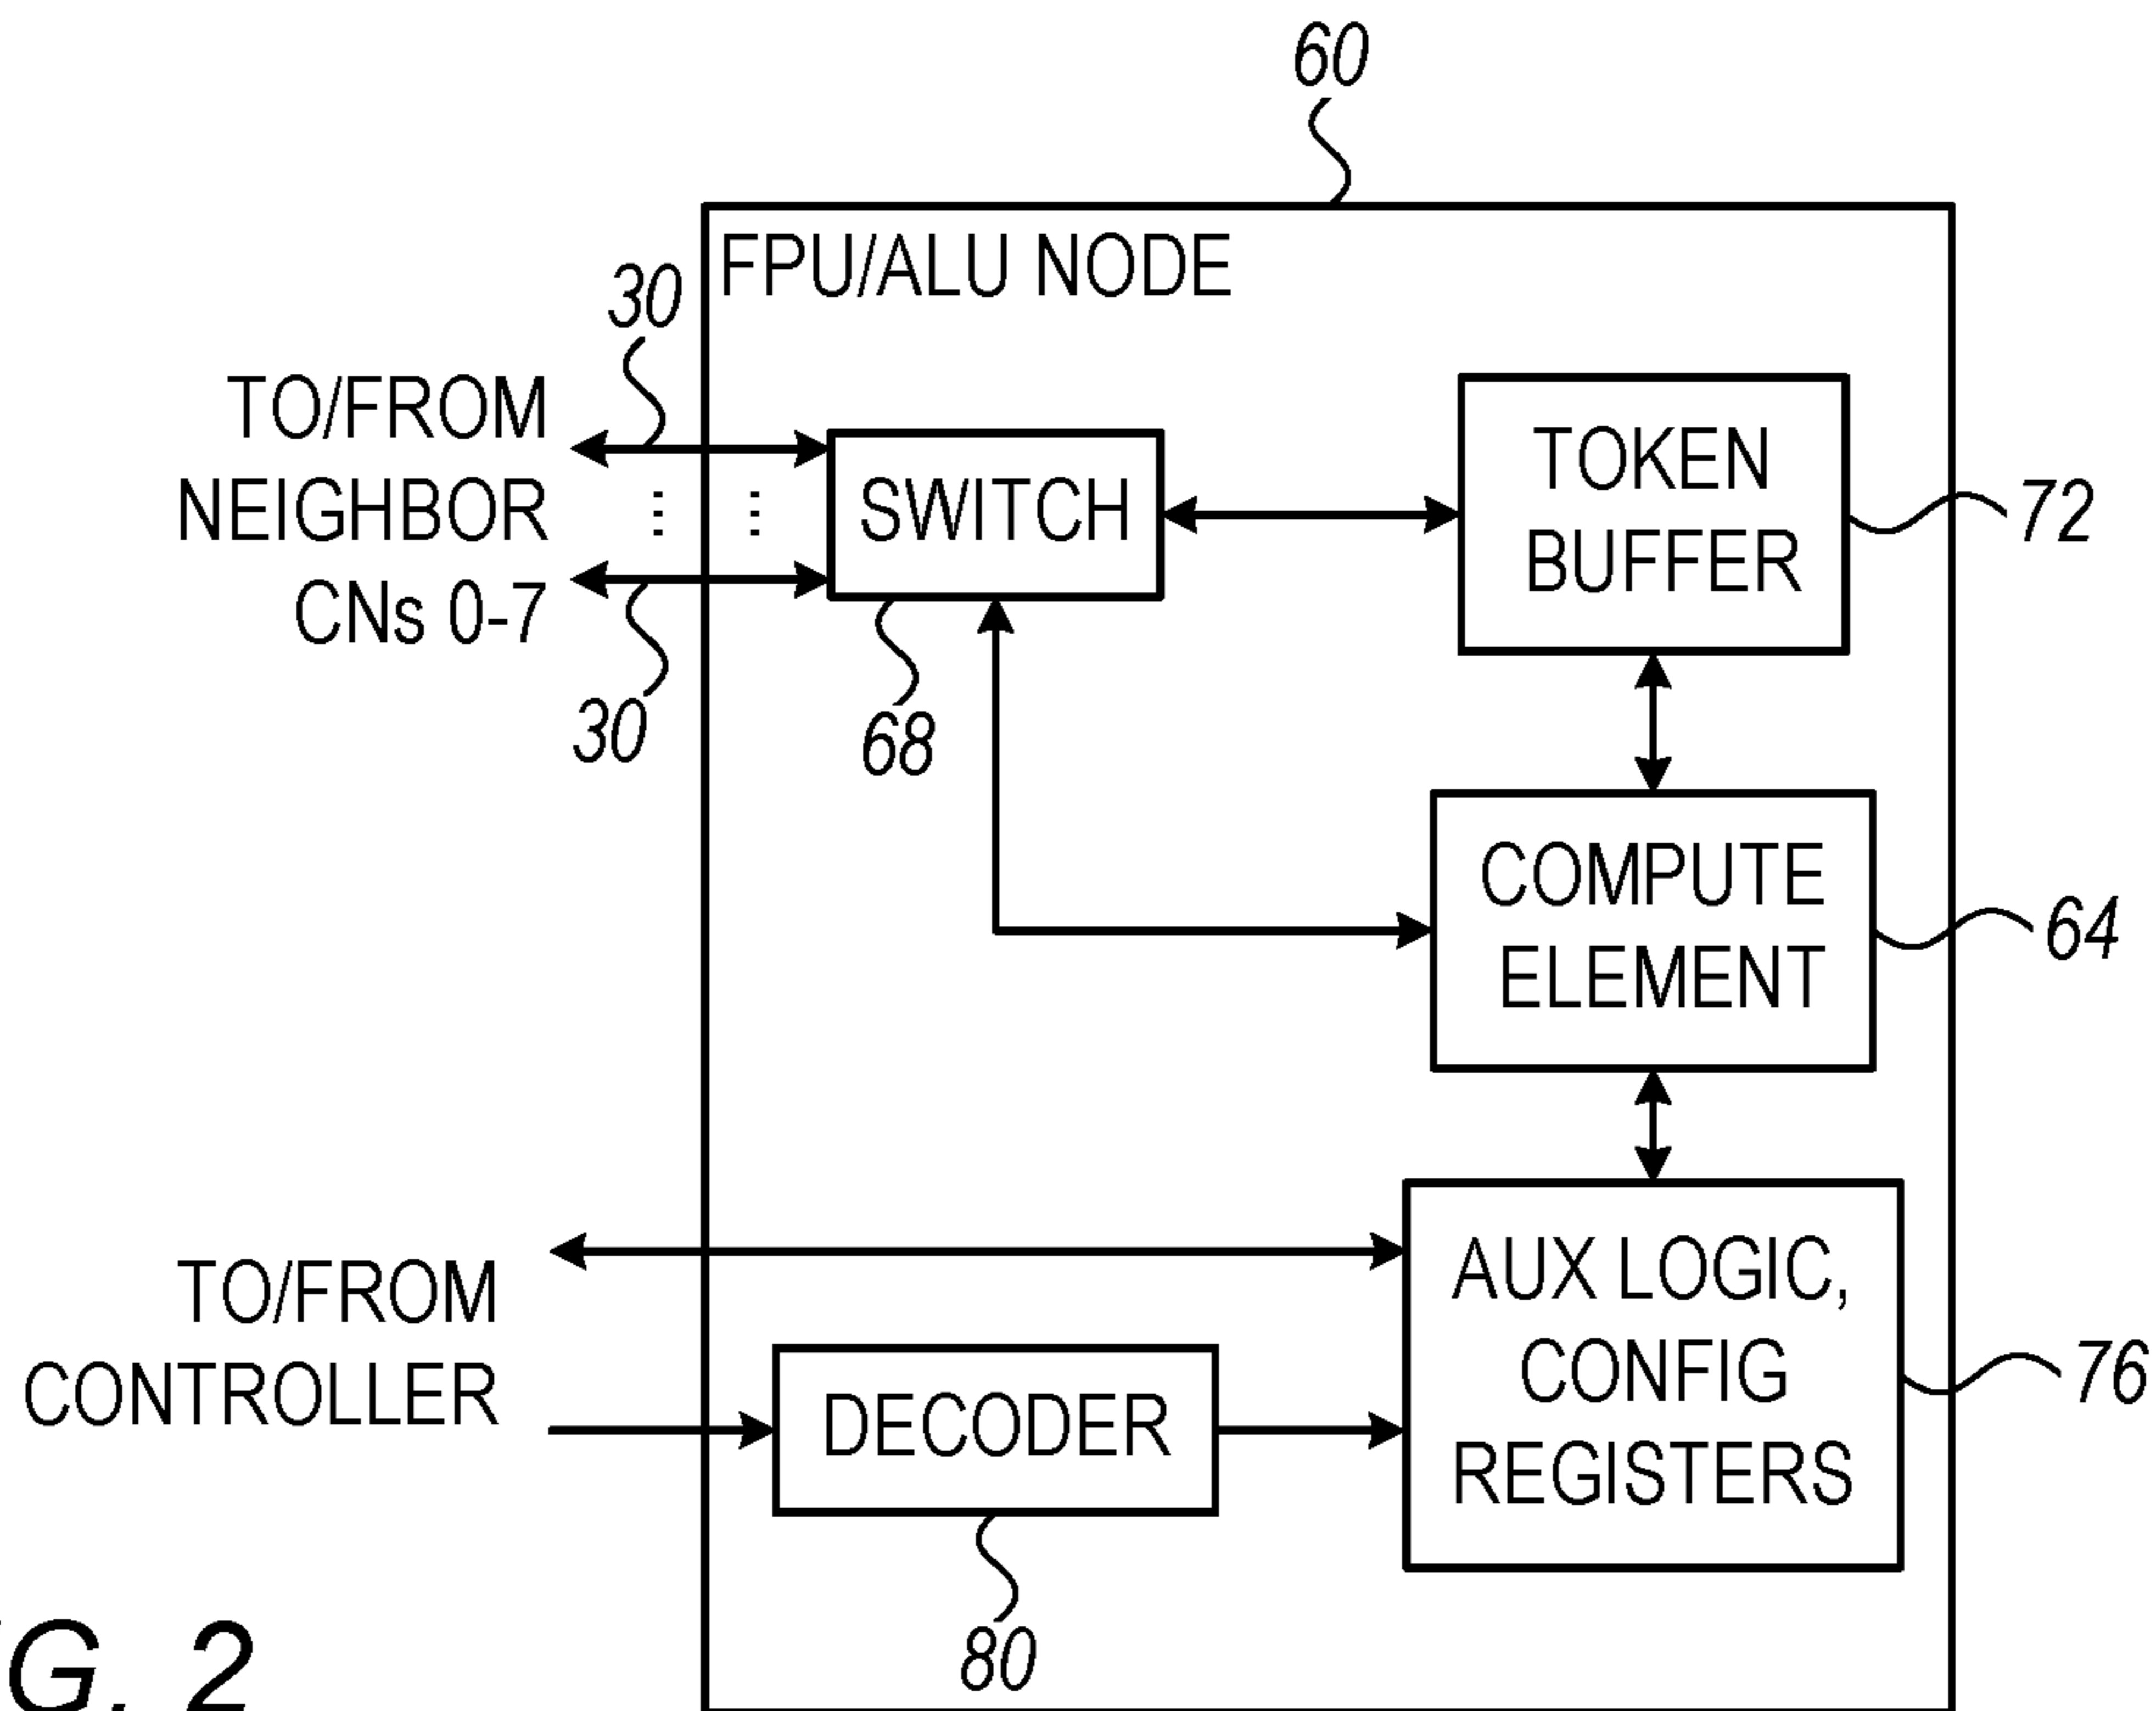 60
FPU/ALU NODE
30
TO/FROM
NEIGHBOR
CNs 0-7
30
SWITCH
68
TOKEN
BUFFER
72
COMPUTE
ELEMENT
64
TO/FROM
CONTROLLER
DECODER
80
AUX LOGIC,
CONFIG
REGISTERS
76
G. 2